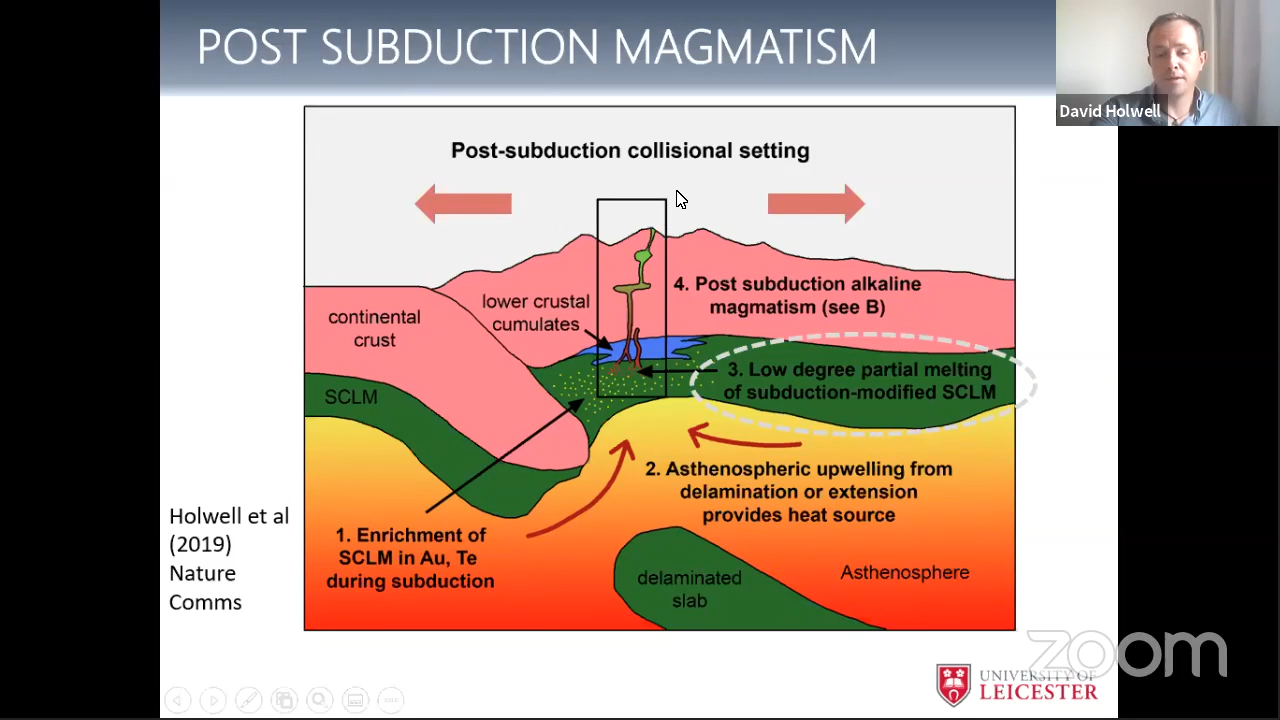 POST SUBDUCTION MAGMATISM
David Holwell
Post-subduction collisional setting
4. Post subduction alkaline
magmatism (see B)
lower crustal
cumulates
continental
crust
3. Low degree partial melting
of subduction-modified SCLM
SCLM
2. Asthenospheric upwelling from
delamination or extension
provides heat source
1. Enrichment of
SCLM in Au, Te
during subduction
Holwell et al
(2019)
Nature
Comms
delaminated
slab
Asthenosphere
zoom
UNIVERSITY OF
LEICESTER